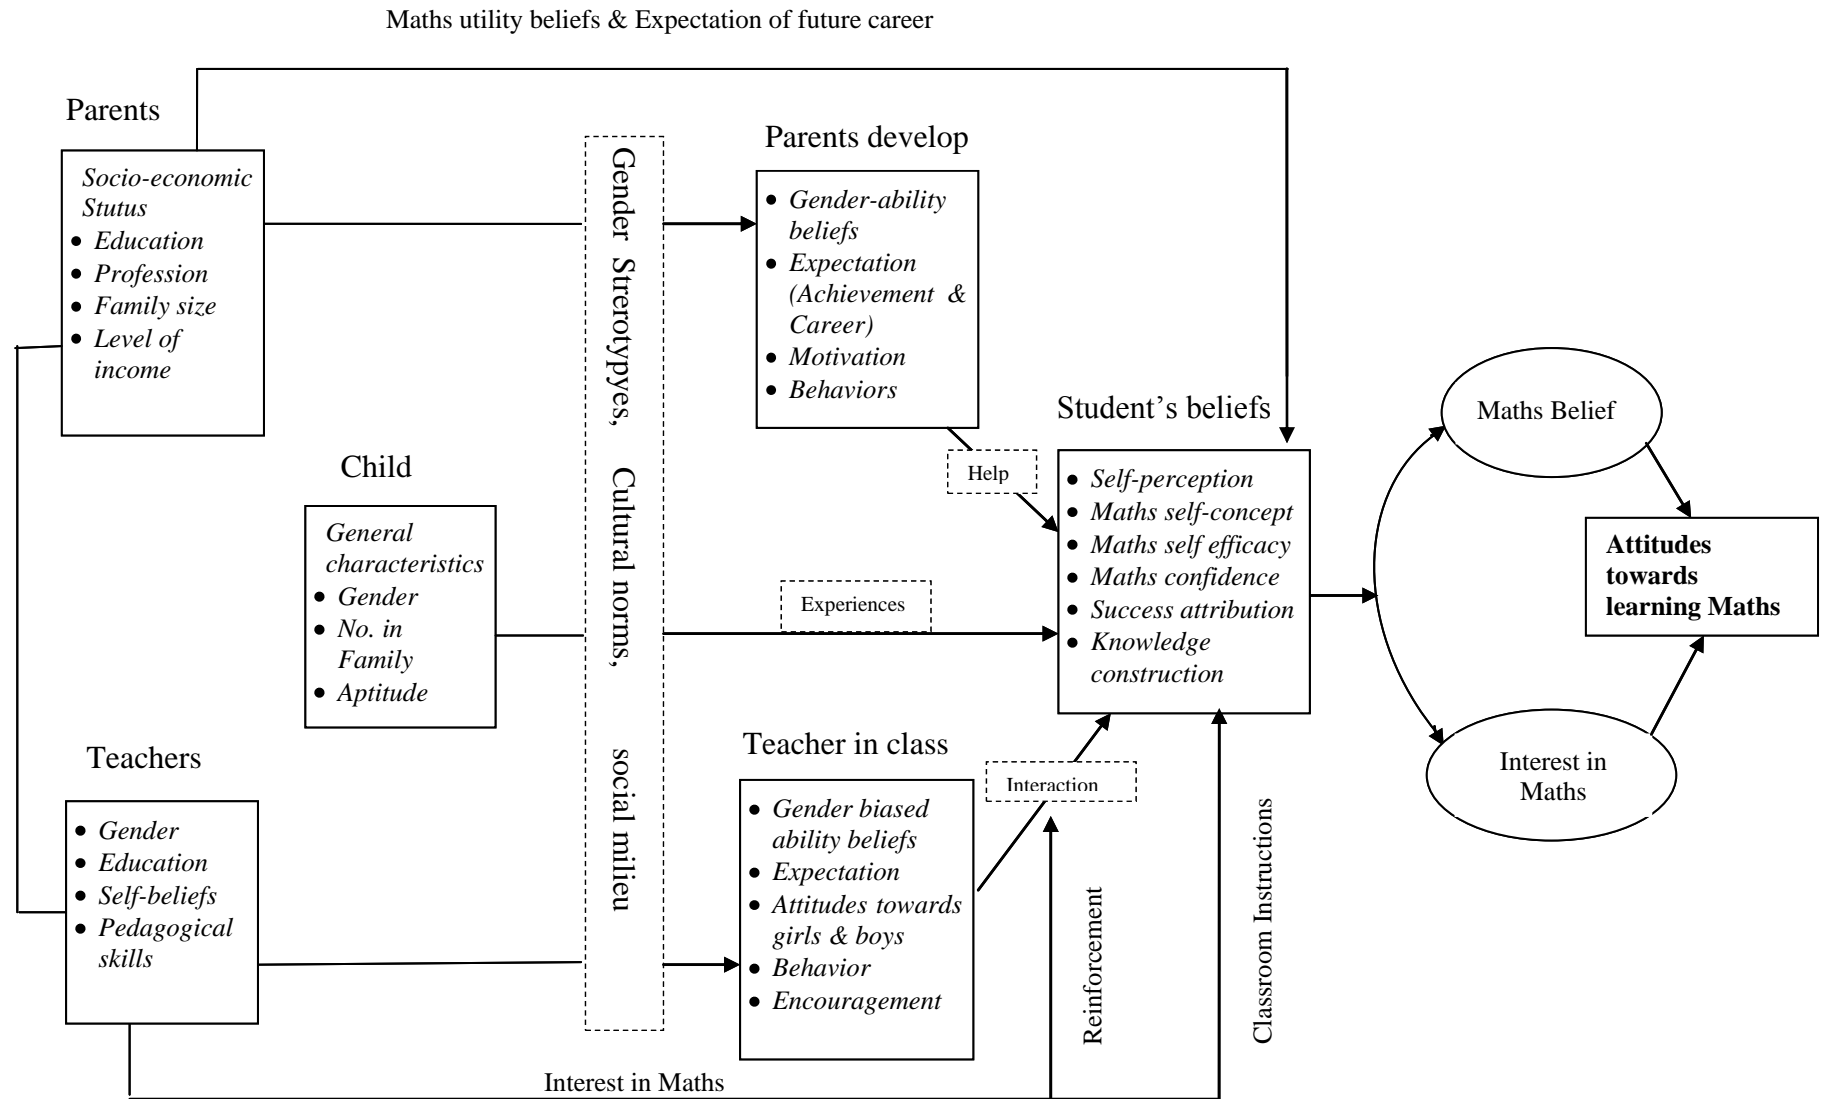 Maths utility beliefs & Expectation of future career
Parents
Socio-economic
Stutus
• Education
• Profession
• Family size
• Level of
income
Child
General
characteristics
• Gender
• No. in
Family
• Aptitude
Teachers
• Gender
• Education
• Self-beliefs
• Pedagogical
skills
Gender Strerotypyes, Cultural norms, social milieu
Parents develop
• Gender-ability
beliefs
• Expectation
(Achievement &
Career)
• Motivation
• Behaviors
Help
Experiences
Teacher in class
• Gender biased
ability beliefs
• Expectation
• Attitudes towards
girls & boys
• Behavior
• Encouragement
Interaction
Reinforcement
Classroom Instructions
Interest in Maths
Student’s beliefs
• Self-perception
• Maths self-concept
• Maths self efficacy
• Maths confidence
• Success attribution
• Knowledge
construction
Maths Belief
Attitudes
towards
learning Maths
Interest in
Maths